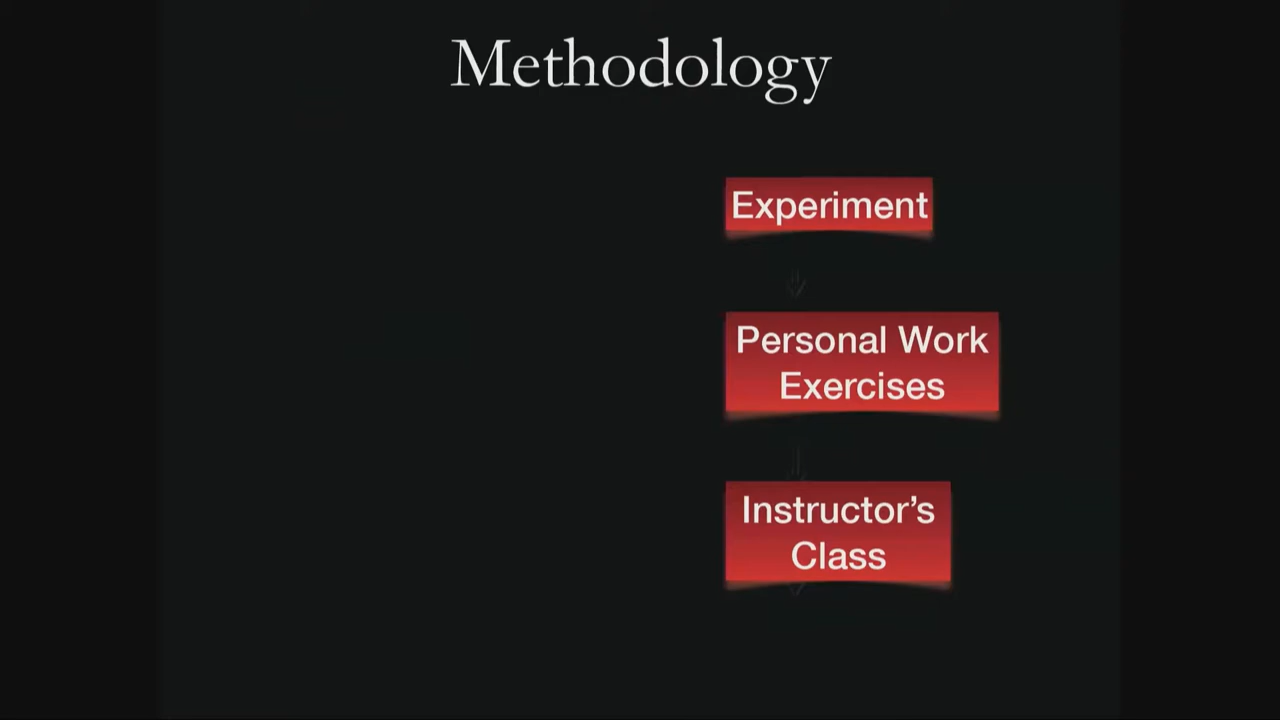 Methodology
Experiment
Personal Work
Exercises
Instructor's
Class